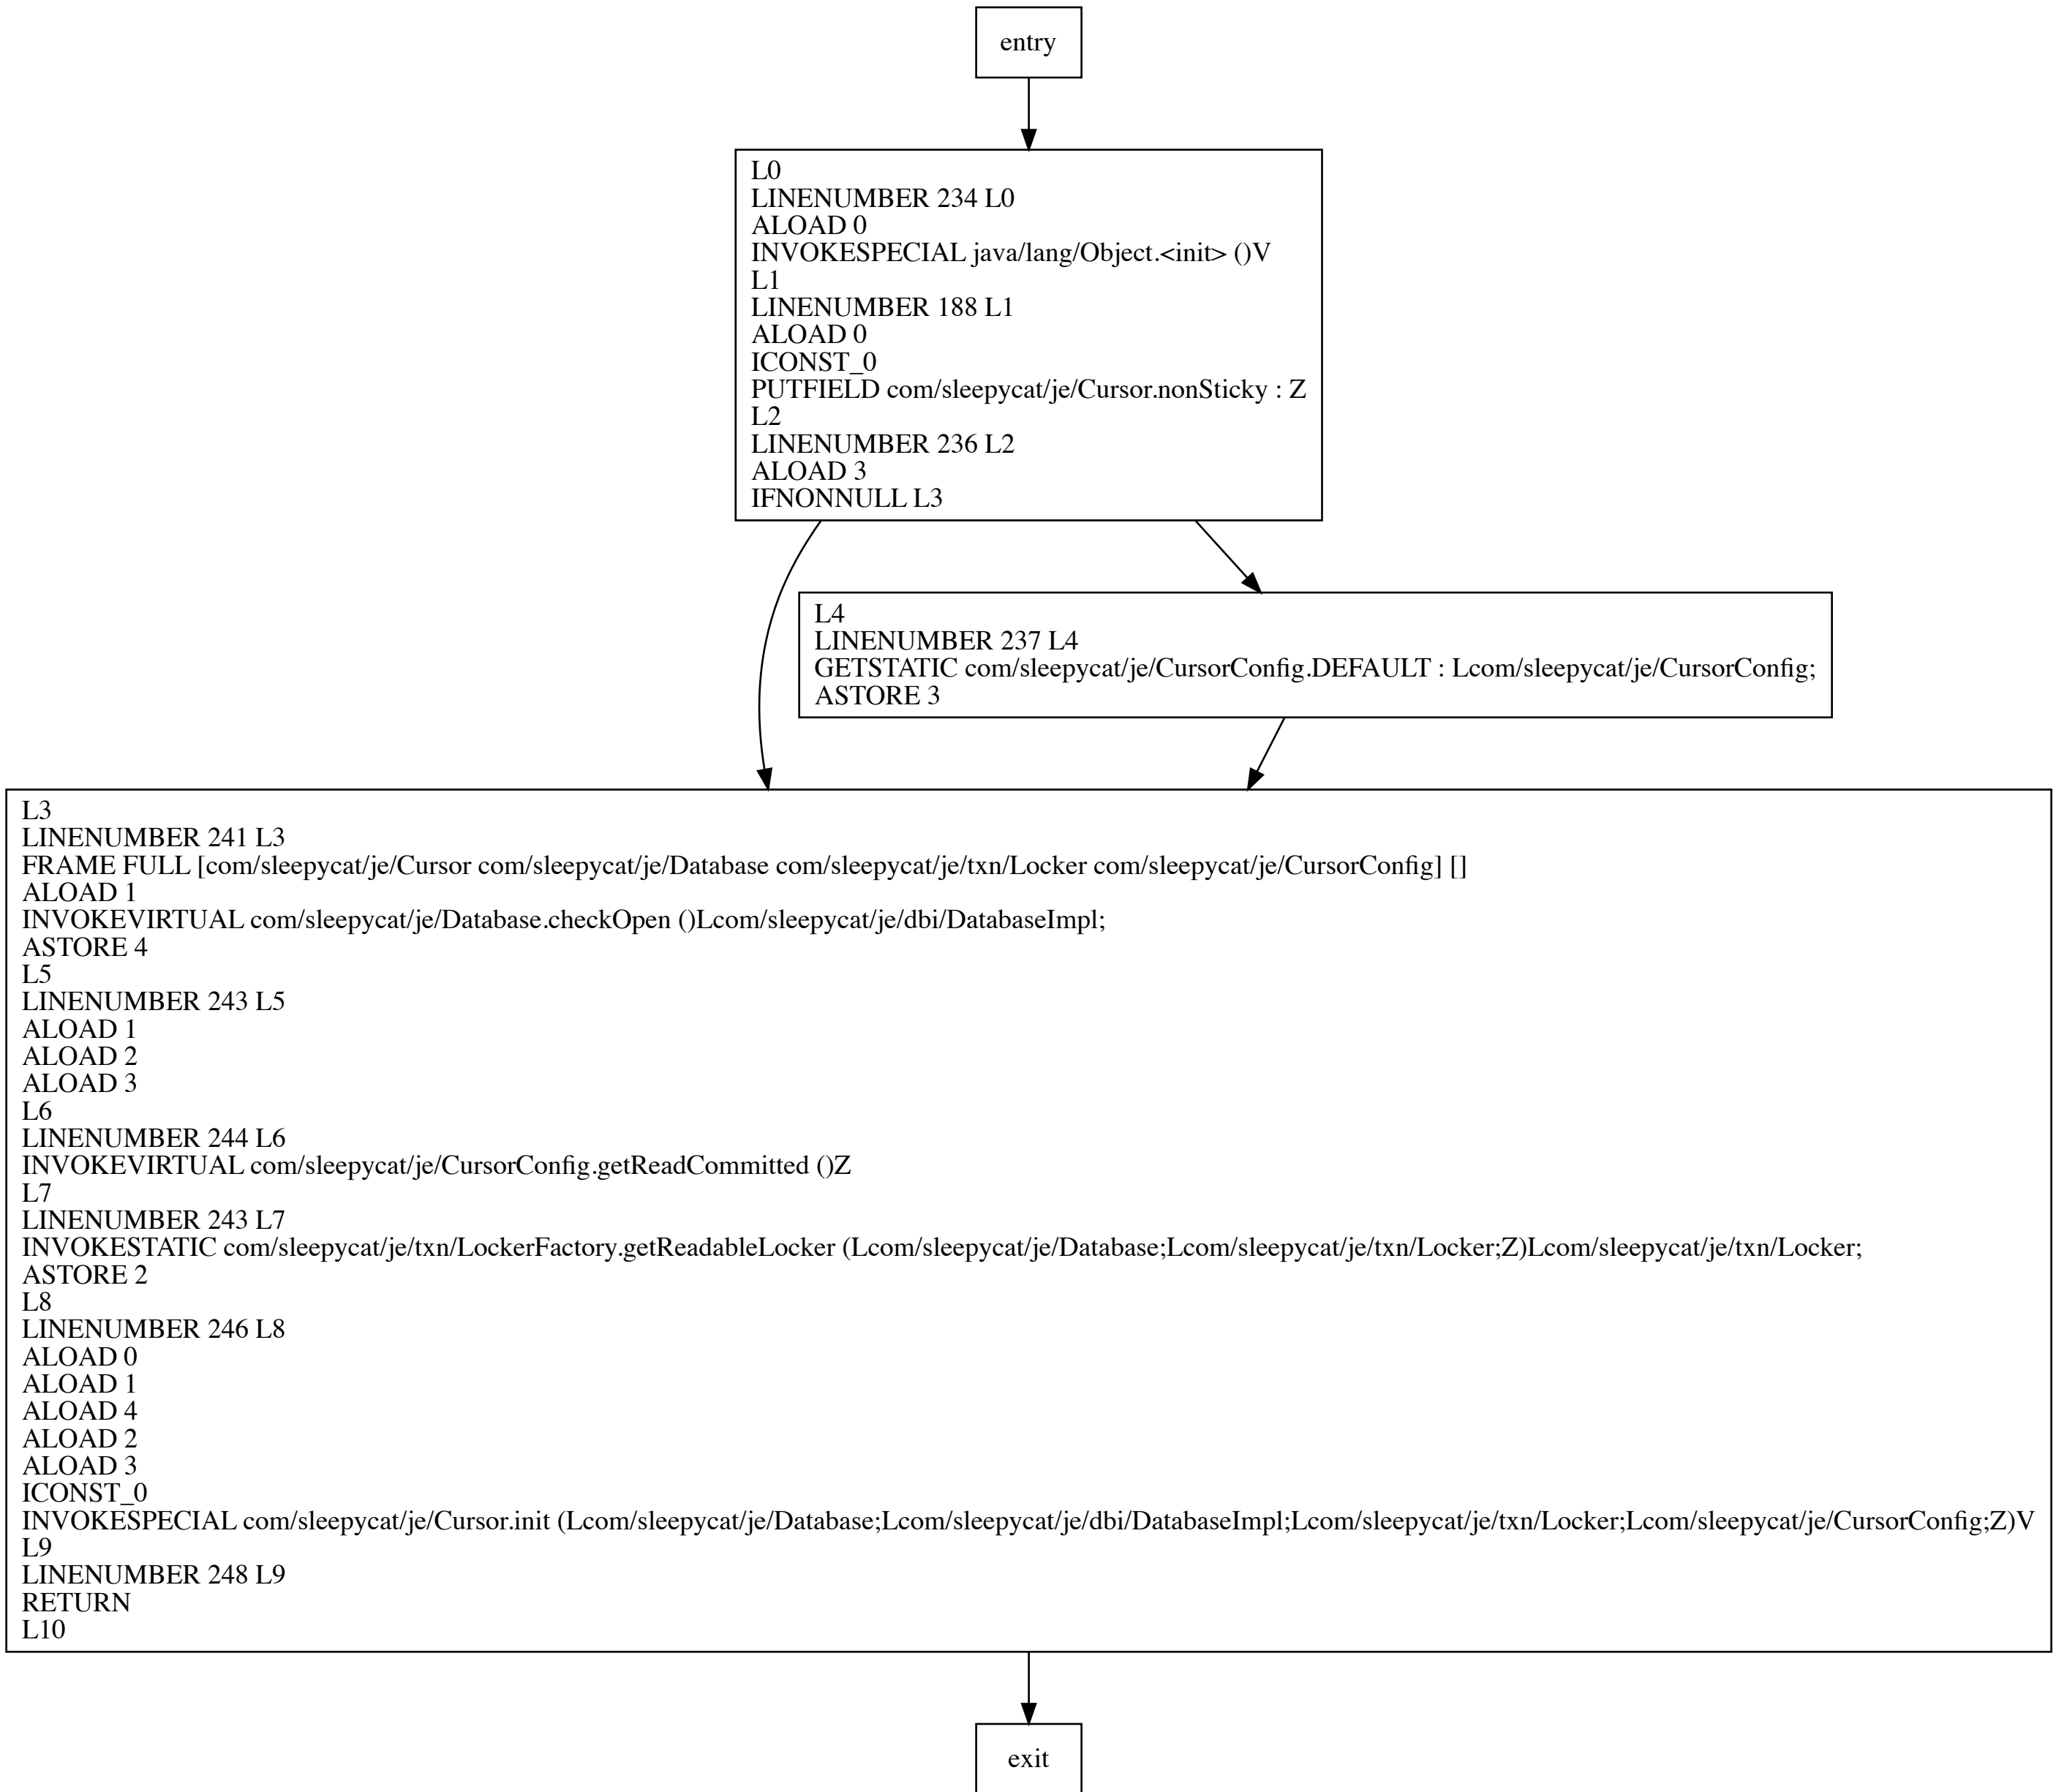 entry
L0
LINENUMBER 234 L0
ALOAD 0
INVOKESPECIAL java/lang/Object.<init> ()V
L1
LINENUMBER 188 L1
ALOAD 0
ICONST_0
PUTFIELD com/sleepycat/je/Cursor.nonSticky : Z
L2
LINENUMBER 236 L2
ALOAD 3
IFNONNULL L3
L4
LINENUMBER 237 L4
GETSTATIC com/sleepycat/je/CursorConfig.DEFAULT : Lcom/sleepycat/je/CursorConfig;
ASTORE 3
L3
LINENUMBER 241 L3
FRAME FULL [com/sleepycat/je/Cursor com/sleepycat/je/Database com/sleepycat/je/txn/Locker com/sleepycat/je/CursorConfig] []
ALOAD 1
INVOKEVIRTUAL com/sleepycat/je/Database.checkOpen ()Lcom/sleepycat/je/dbi/DatabaseImpl;
ASTORE 4
L5
LINENUMBER 243 L5
ALOAD 1
ALOAD 2
ALOAD 3
L6
LINENUMBER 244 L6
INVOKEVIRTUAL com/sleepycat/je/CursorConfig.getReadCommitted ()Z
L7
LINENUMBER 243 L7
INVOKESTATIC com/sleepycat/je/txn/LockerFactory.getReadableLocker (Lcom/sleepycat/je/Database;Lcom/sleepycat/je/txn/Locker;Z)Lcom/sleepycat/je/txn/Locker;
ASTORE 2
L8
LINENUMBER 246 L8
ALOAD 0
ALOAD 1
ALOAD 4
ALOAD 2
ALOAD 3
ICONST_0
INVOKESPECIAL com/sleepycat/je/Cursor.init (Lcom/sleepycat/je/Database;Lcom/sleepycat/je/dbi/DatabaseImpl;Lcom/sleepycat/je/txn/Locker;Lcom/sleepycat/je/CursorConfig;Z)V
L9
LINENUMBER 248 L9
RETURN
L10
exit